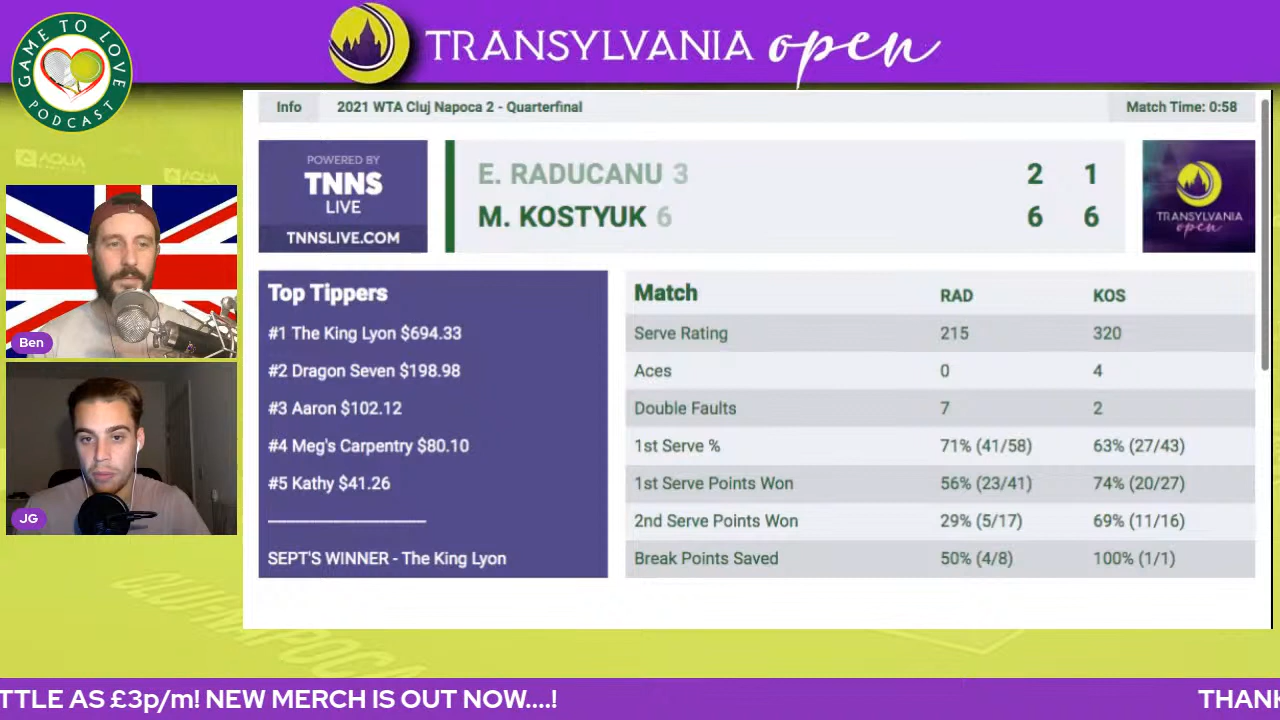 GAME TO LOVE
PODCAST
TRANSYLVANIA open
Info 2021 WTA Cluj Napoca 2 - Quarterfinal Match Time: 0:58
POWERED BY
TNNS
LIVE
TNNSLIVE.COM
E. RADUCANU 3 2 1
M. KOSTYUK 6 6 6
TRANSYLVANIA
open
Top Tippers
#1 The King Lyon $694.33
#2 Dragon Seven $198.98
#3 Aaron $102.12
#4 Meg's Carpentry $80.10
#5 Kathy $41.26
SEPT'S WINNER - The King Lyon
Match RAD KOS
Serve Rating 215 320
Aces 0 4
Double Faults 7 2
1st Serve % 71% (41/58) 63% (27/43)
1st Serve Points Won 56% (23/41) 74% (20/27)
2nd Serve Points Won 29% (5/17) 69% (11/16)
Break Points Saved 50% (4/8) 100% (1/1)
AQUA
AQUA
Ben
JG
CLUJ-NAPOCA
TTLE AS £3p/m! NEW MERCH IS OUT NOW....! THANK